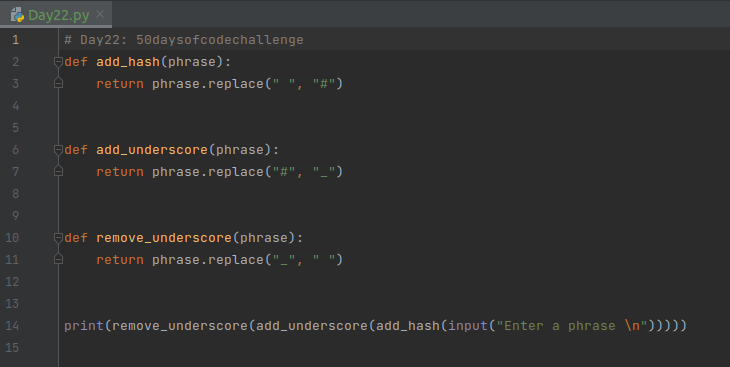 Day22.py
1 # Day22: 50daysofcodechallenge
2 def add_hash(phrase):
3     return phrase.replace(" ", "#")
4
5
6 def add_underscore(phrase):
7     return phrase.replace("#", "_")
8
9
10 def remove_underscore(phrase):
11     return phrase.replace("_", " ")
12
13
14 print(remove_underscore(add_underscore(add_hash(input("Enter a phrase \n")))))
15